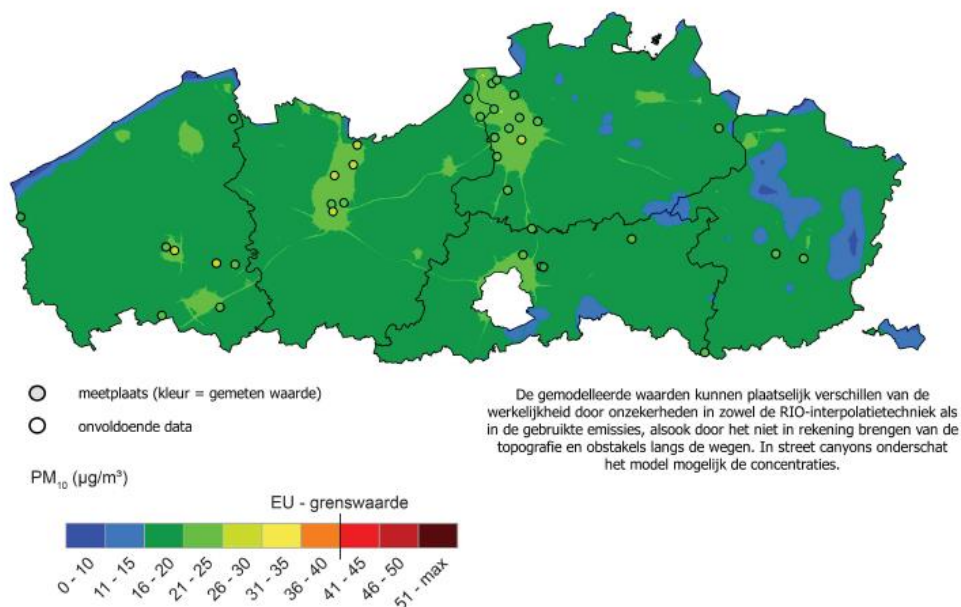 meetplaats (kleur = gemeten waarde)
onvoldoende data
De gemodelleerde waarden kunnen plaatselijk verschillen van de
werkelijkheid door onzekerheden in zowel de RIO-interpolatietechniek als
in de gebruikte emissies, alsook door het niet in rekening brengen van de
topografie en obstakels langs de wegen. In street canyons onderschat
het model mogelijk de concentraties.
PM₁₀ (µg/m³)
EU - grenswaarde
0 - 10
11 - 15
16 - 20
21 - 25
26 - 30
31 - 35
36 - 40
41 - 45
46 - 50
51 - max